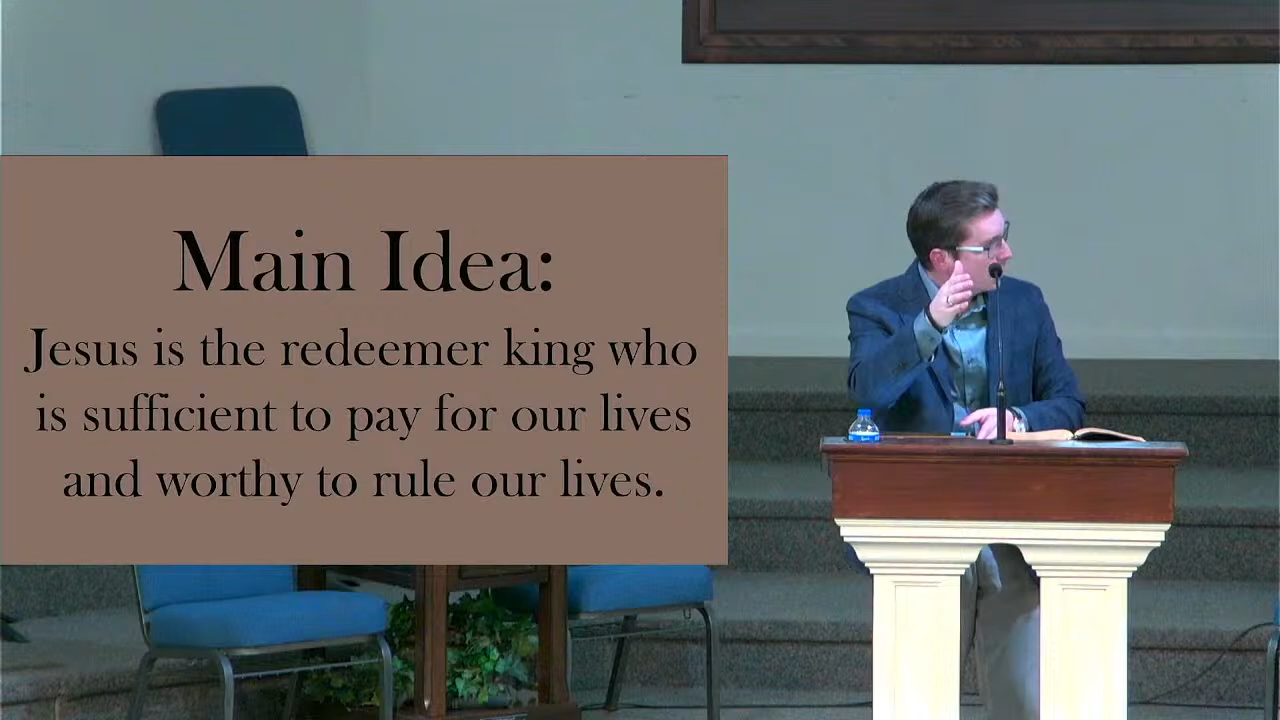 Main Idea:
Jesus is the redeemer king who
is sufficient to pay for our lives
and worthy to rule our lives.